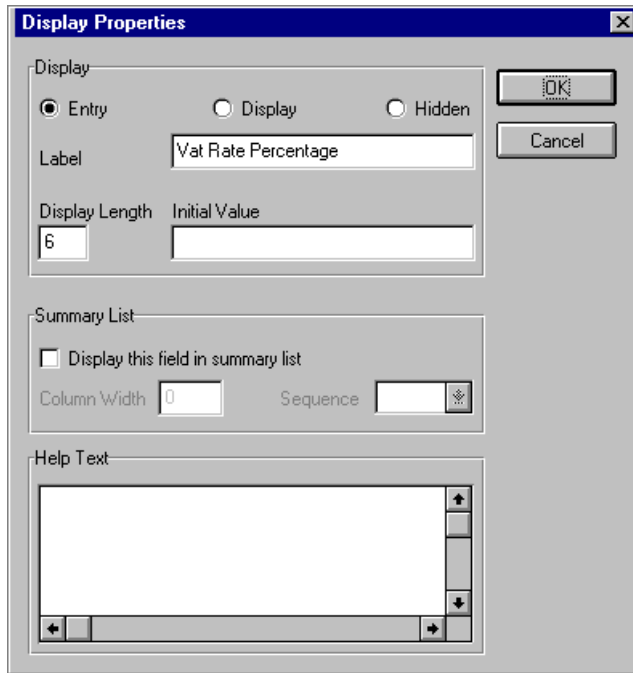 Display Properties
Display
OK
Entry
Display
Hidden
Cancel
Label
Vat Rate Percentage
Display Length
Initial Value
6
Summary List
Display this field in summary list
Column Width
0
Sequence
Help Text